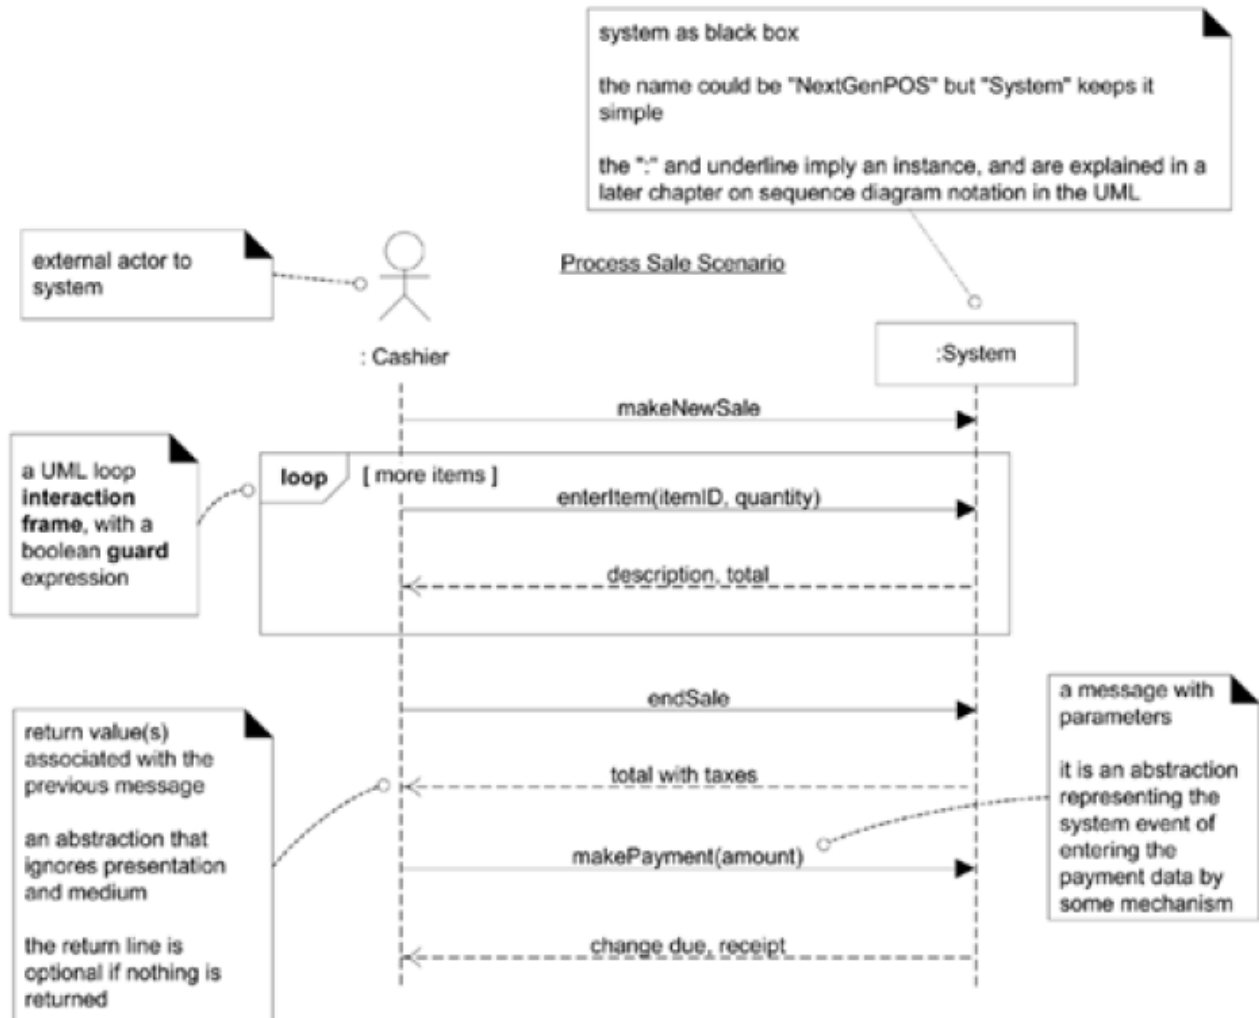 system as black box
the name could be "NextGenPOS" but "System" keeps it
simple
the ":" and underline imply an instance, and are explained in a
later chapter on sequence diagram notation in the UML
external actor to
system
Process Sale Scenario
: Cashier
:System
makeNewSale
a UML loop
interaction
frame, with a
boolean guard
expression
loop
[ more items ]
enterItem(itemID, quantity)
description, total
endSale
a message with
parameters
it is an abstraction
representing the
system event of
entering the
payment data by
some mechanism
return value(s)
associated with the
previous message
an abstraction that
ignores presentation
and medium
the return line is
optional if nothing is
returned
total with taxes
makePayment(amount)
change due, receipt